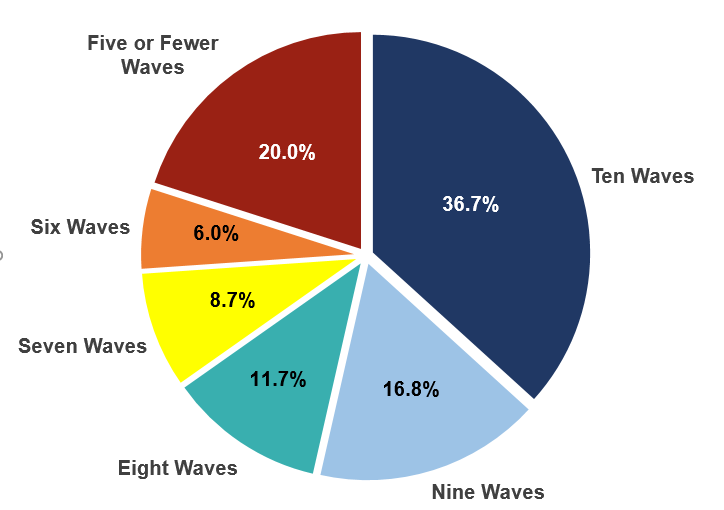 Five or Fewer
Waves
20.0%
36.7%
Ten Waves
Six Waves
6.0%
8.7%
Seven Waves
11.7%
16.8%
Eight Waves
Nine Waves